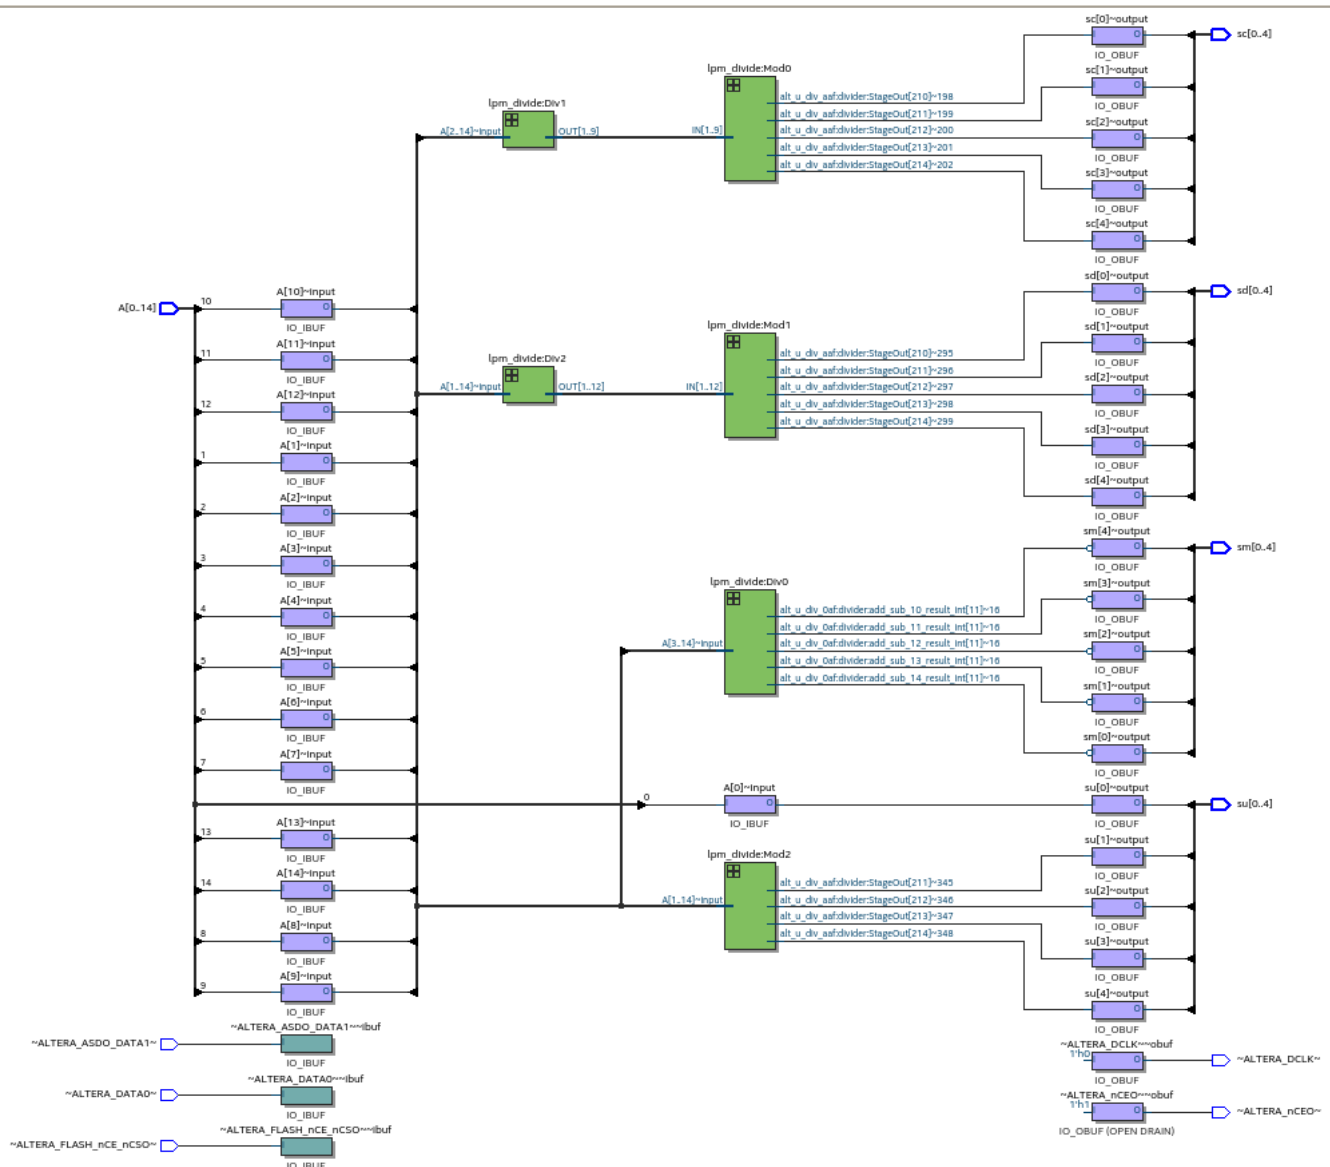 sc[0]~output
sc[0..4]
IO_OBUF
lpm_divide:Mod0
sc[1]~output
alt_u_div_aaf:divider:StageOut[210]~198
IO_OBUF
lpm_divide:Div1
alt_u_div_aaf:divider:StageOut[211]~199
sc[2]~output
A[2..14]~input
OUT[1..9]
IN[1..9]
alt_u_div_aaf:divider:StageOut[212]~200
alt_u_div_aaf:divider:StageOut[213]~201
IO_OBUF
alt_u_div_aaf:divider:StageOut[214]~202
sc[3]~output
IO_OBUF
sc[4]~output
IO_OBUF
sd[0]~output
sd[0..4]
IO_OBUF
A[0..14]
10
A[10]~input
IO_IBUF
lpm_divide:Mod1
sd[1]~output
11
A[11]~input
IO_IBUF
alt_u_div_aaf:divider:StageOut[210]~295
IO_OBUF
lpm_divide:Div2
alt_u_div_aaf:divider:StageOut[211]~296
sd[2]~output
A[1..14]~input
OUT[1..12]
IN[1..12]
alt_u_div_aaf:divider:StageOut[212]~297
12
A[12]~input
IO_IBUF
alt_u_div_aaf:divider:StageOut[213]~298
IO_OBUF
alt_u_div_aaf:divider:StageOut[214]~299
sd[3]~output
1
A[1]~input
IO_IBUF
IO_OBUF
sd[4]~output
2
A[2]~input
IO_IBUF
IO_OBUF
sm[4]~output
sm[0..4]
3
A[3]~input
IO_IBUF
IO_OBUF
lpm_divide:Div0
sm[3]~output
4
A[4]~input
IO_IBUF
alt_u_div_0af:divider:add_sub_10_result_int[11]~16
IO_OBUF
alt_u_div_0af:divider:add_sub_11_result_int[11]~16
sm[2]~output
A[3..14]~input
alt_u_div_0af:divider:add_sub_12_result_int[11]~16
5
A[5]~input
IO_IBUF
alt_u_div_0af:divider:add_sub_13_result_int[11]~16
IO_OBUF
alt_u_div_0af:divider:add_sub_14_result_int[11]~16
sm[1]~output
6
A[6]~input
IO_IBUF
IO_OBUF
sm[0]~output
7
A[7]~input
IO_IBUF
IO_OBUF
0
A[0]~input
IO_IBUF
su[0]~output
su[0..4]
IO_OBUF
13
A[13]~input
IO_IBUF
lpm_divide:Mod2
su[1]~output
IO_OBUF
14
A[14]~input
IO_IBUF
alt_u_div_aaf:divider:StageOut[211]~345
su[2]~output
A[1..14]~input
alt_u_div_aaf:divider:StageOut[212]~346
alt_u_div_aaf:divider:StageOut[213]~347
IO_OBUF
8
A[8]~input
IO_IBUF
alt_u_div_aaf:divider:StageOut[214]~348
su[3]~output
IO_OBUF
9
A[9]~input
IO_IBUF
su[4]~output
IO_OBUF
~ALTERA_ASDO_DATA1~
~ALTERA_ASDO_DATA1~~ibuf
IO_IBUF
~ALTERA_DCLK~~obuf
1'h0
~ALTERA_DCLK~
IO_OBUF
~ALTERA_DATA0~
~ALTERA_DATA0~~ibuf
IO_IBUF
~ALTERA_nCEO~~obuf
1'h1
~ALTERA_nCEO~
IO_OBUF (OPEN DRAIN)
~ALTERA_FLASH_nCE_nCSO~
~ALTERA_FLASH_nCE_nCSO~~ibuf
IO_IBUF